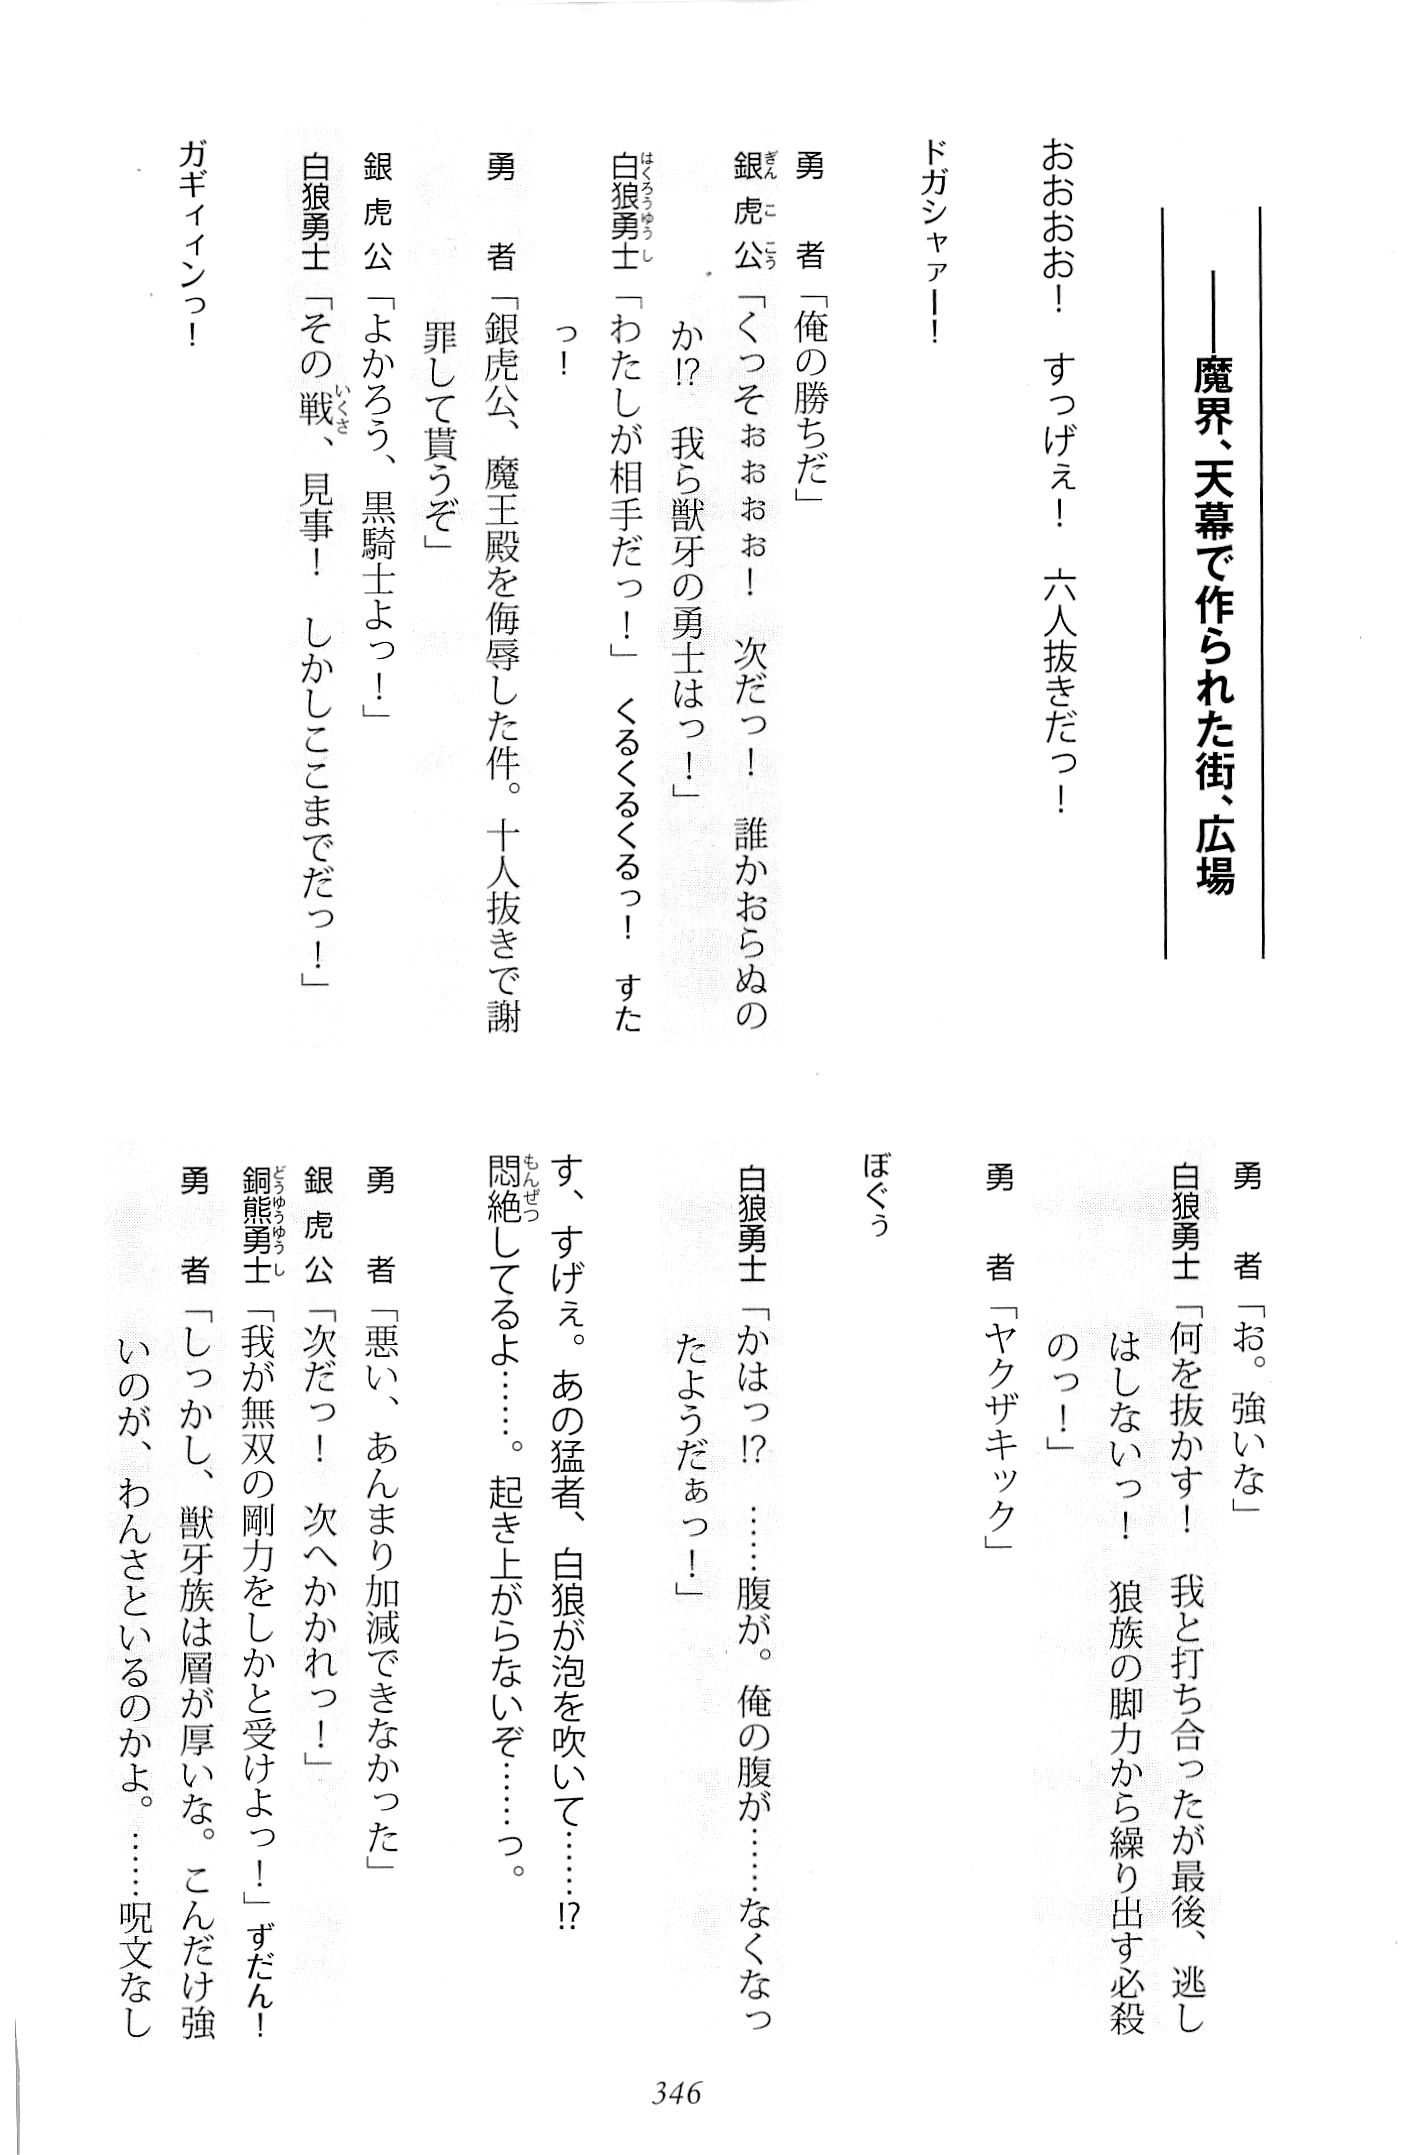 ――魔界、天幕で作られた街、広場
おおおお！　すっげぇ！　六人抜きだっ！
ドガシャァー！
勇者「俺の勝ちだ」
銀虎公「くっそぉぉぉぉ！　次だっ！　誰かおらぬの
か!?　我ら獣牙の勇士はっ！」
白狼勇士「わたしが相手だっ！」　くるくるくるっ！　すた
っ！
勇者「銀虎公、魔王殿を侮辱した件。十人抜きで謝
罪して貰うぞ」
銀虎公「よかろう、黒騎士よっ！」
白狼勇士「その戦、見事！　しかしここまでだっ！」
ガギィィンっ！
勇者「お。強いな」
白狼勇士「何を抜かす！　我と打ち合ったが最後、逃し
はしないっ！　狼族の脚力から繰り出す必殺
のっ！」
勇者「ヤクザキック」
ぼぐぅ
白狼勇士「かはっ!?　……腹が。俺の腹が……なくなっ
たようだぁっ！」
す、すげぇ。あの猛者、白狼が泡を吹いて……!?
悶絶してるよ……。起き上がらないぞ……っ。
勇者「悪い、あんまり加減できなかった」
銀虎公「次だっ！　次へかかれっ！」
銅熊勇士「我が無双の剛力をしかと受けよっ！」ずだん！
勇者「しっかし、獣牙族は層が厚いな。こんだけ強
いのが、わんさといるのかよ。……呪文なし
346